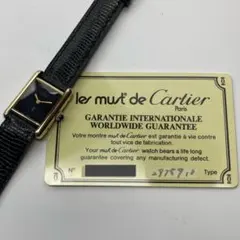 les must de Cartier
Paris
GARANTIE INTERNATIONALE
WORLDWIDE GUARANTEE
Votre montre must de Cartier est garantie à vie contre
tout vice de fabrication.
Your must de Cartier watch bears a life long
guarantee covering any manufacturing defect.
N°
Type